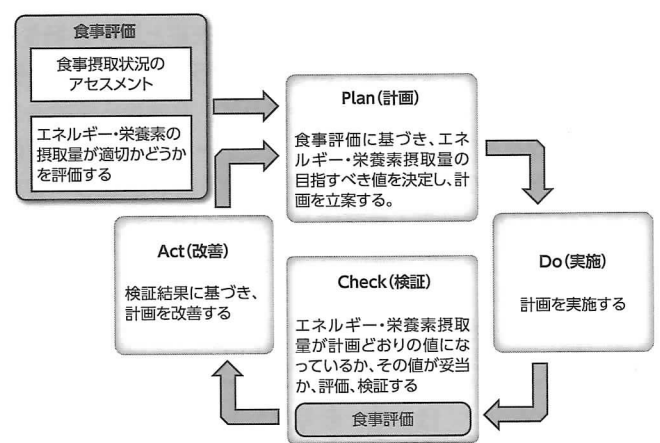 食事評価
食事摂取状況の
アセスメント
エネルギー・栄養素の
摂取量が適切かどうか
を評価する
Plan(計画)
食事評価に基づき、エネ
ルギー・栄養素摂取量の
目指すべき値を決定し、計
画を立案する。
Do(実施)
計画を実施する
Check(検証)
エネルギー・栄養素摂取
量が計画どおりの値にな
っているか、その値が妥当
か、評価、検証する
食事評価
Act(改善)
検証結果に基づき、
計画を改善する